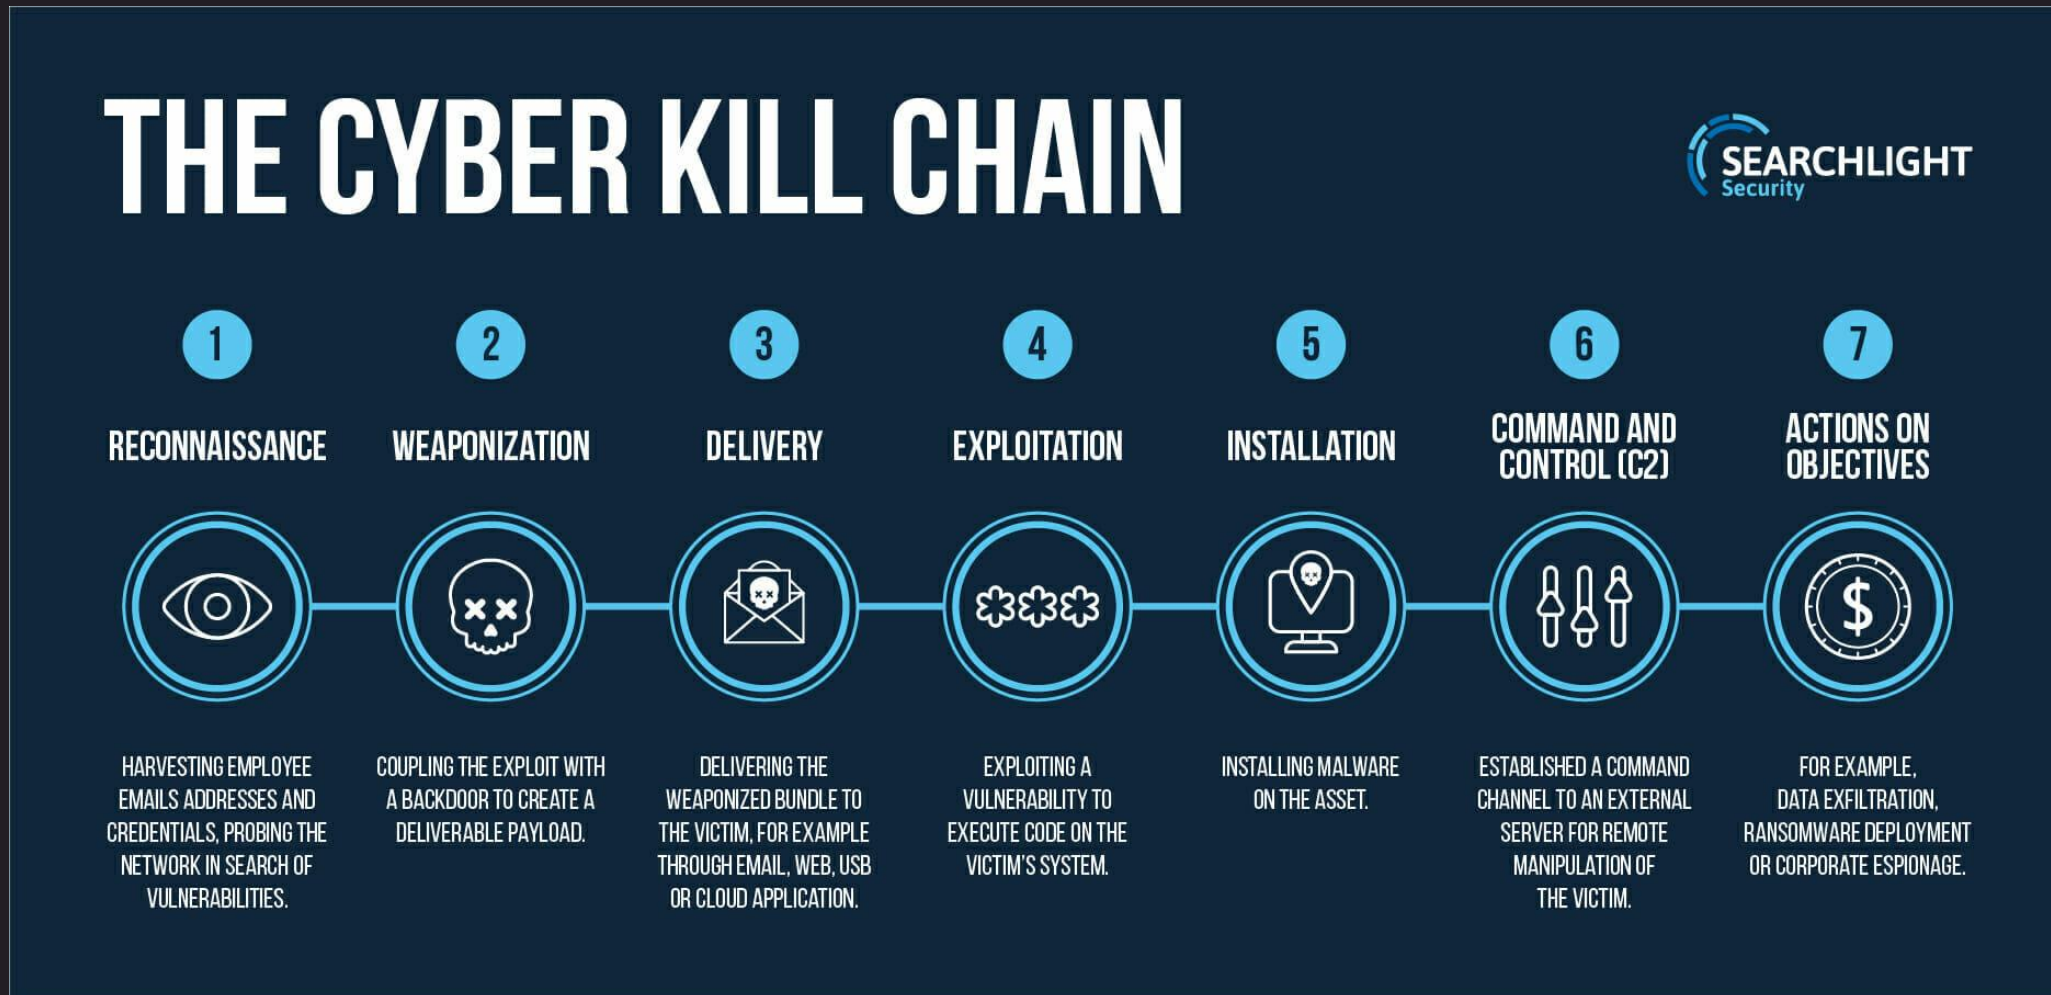 THE CYBER KILL CHAIN
SEARCHLIGHT
Security
1
RECONNAISSANCE
HARVESTING EMPLOYEE
EMAILS ADDRESSES AND
CREDENTIALS, PROBING THE
NETWORK IN SEARCH OF
VULNERABILITIES.
2
WEAPONIZATION
COUPLING THE EXPLOIT WITH
A BACKDOOR TO CREATE A
DELIVERABLE PAYLOAD.
3
DELIVERY
DELIVERING THE
WEAPONIZED BUNDLE TO
THE VICTIM, FOR EXAMPLE
THROUGH EMAIL, WEB, USB
OR CLOUD APPLICATION.
4
EXPLOITATION
***
EXPLOITING A
VULNERABILITY TO
EXECUTE CODE ON THE
VICTIM'S SYSTEM.
5
INSTALLATION
INSTALLING MALWARE
ON THE ASSET.
6
COMMAND AND
CONTROL (C2)
ESTABLISHED A COMMAND
CHANNEL TO AN EXTERNAL
SERVER FOR REMOTE
MANIPULATION OF
THE VICTIM.
7
ACTIONS ON
OBJECTIVES
$
FOR EXAMPLE,
DATA EXFILTRATION,
RANSOMWARE DEPLOYMENT
OR CORPORATE ESPIONAGE.